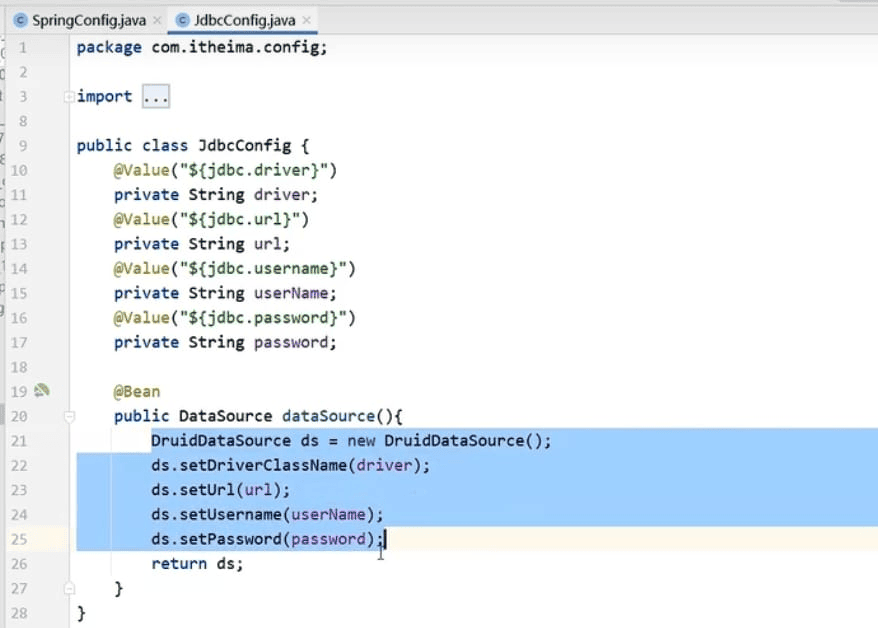 SpringConfig.java JdbcConfig.java
1 package com.itheima.config;
2
3 import ...
8
9 public class JdbcConfig {
10 @Value("${jdbc.driver}")
11 private String driver;
12 @Value("${jdbc.url}")
13 private String url;
14 @Value("${jdbc.username}")
15 private String userName;
16 @Value("${jdbc.password}")
17 private String password;
18
19 @Bean
20 public DataSource dataSource(){
21 DruidDataSource ds = new DruidDataSource();
22 ds.setDriverClassName(driver);
23 ds.setUrl(url);
24 ds.setUsername(userName);
25 ds.setPassword(password);
26 return ds;
27 }
28 }